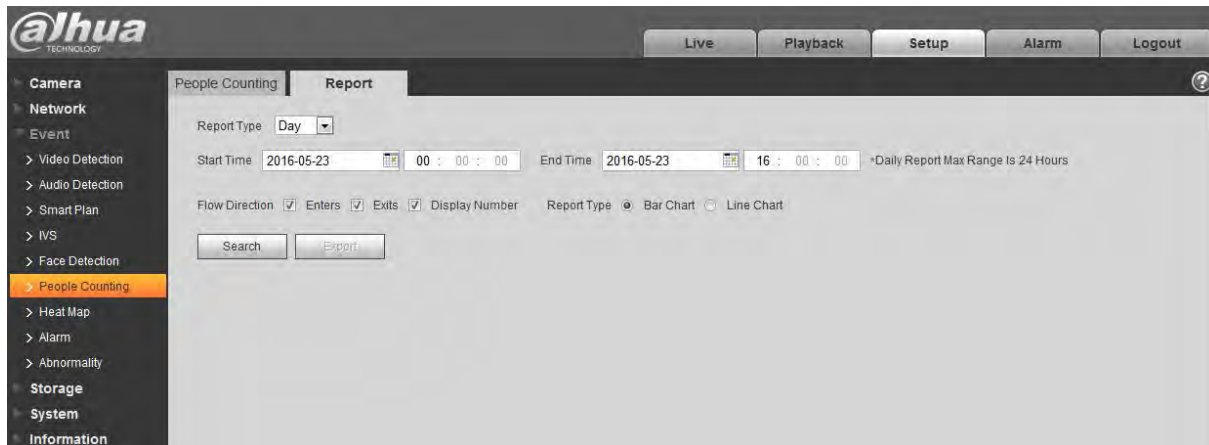 alhua
TECHNOLOGY
Live Playback Setup Alarm Logout
Camera
Network
Event
> Video Detection
> Audio Detection
> Smart Plan
> IVS
> Face Detection
> People Counting
> Heat Map
> Alarm
> Abnormality
Storage
System
Information
People Counting Report
?
Report Type Day
Start Time 2016-05-23 00 : 00 : 00 End Time 2016-05-23 16 : 00 : 00 *Daily Report Max Range Is 24 Hours
Flow Direction Enters Exits Display Number Report Type Bar Chart Line Chart
Search Export